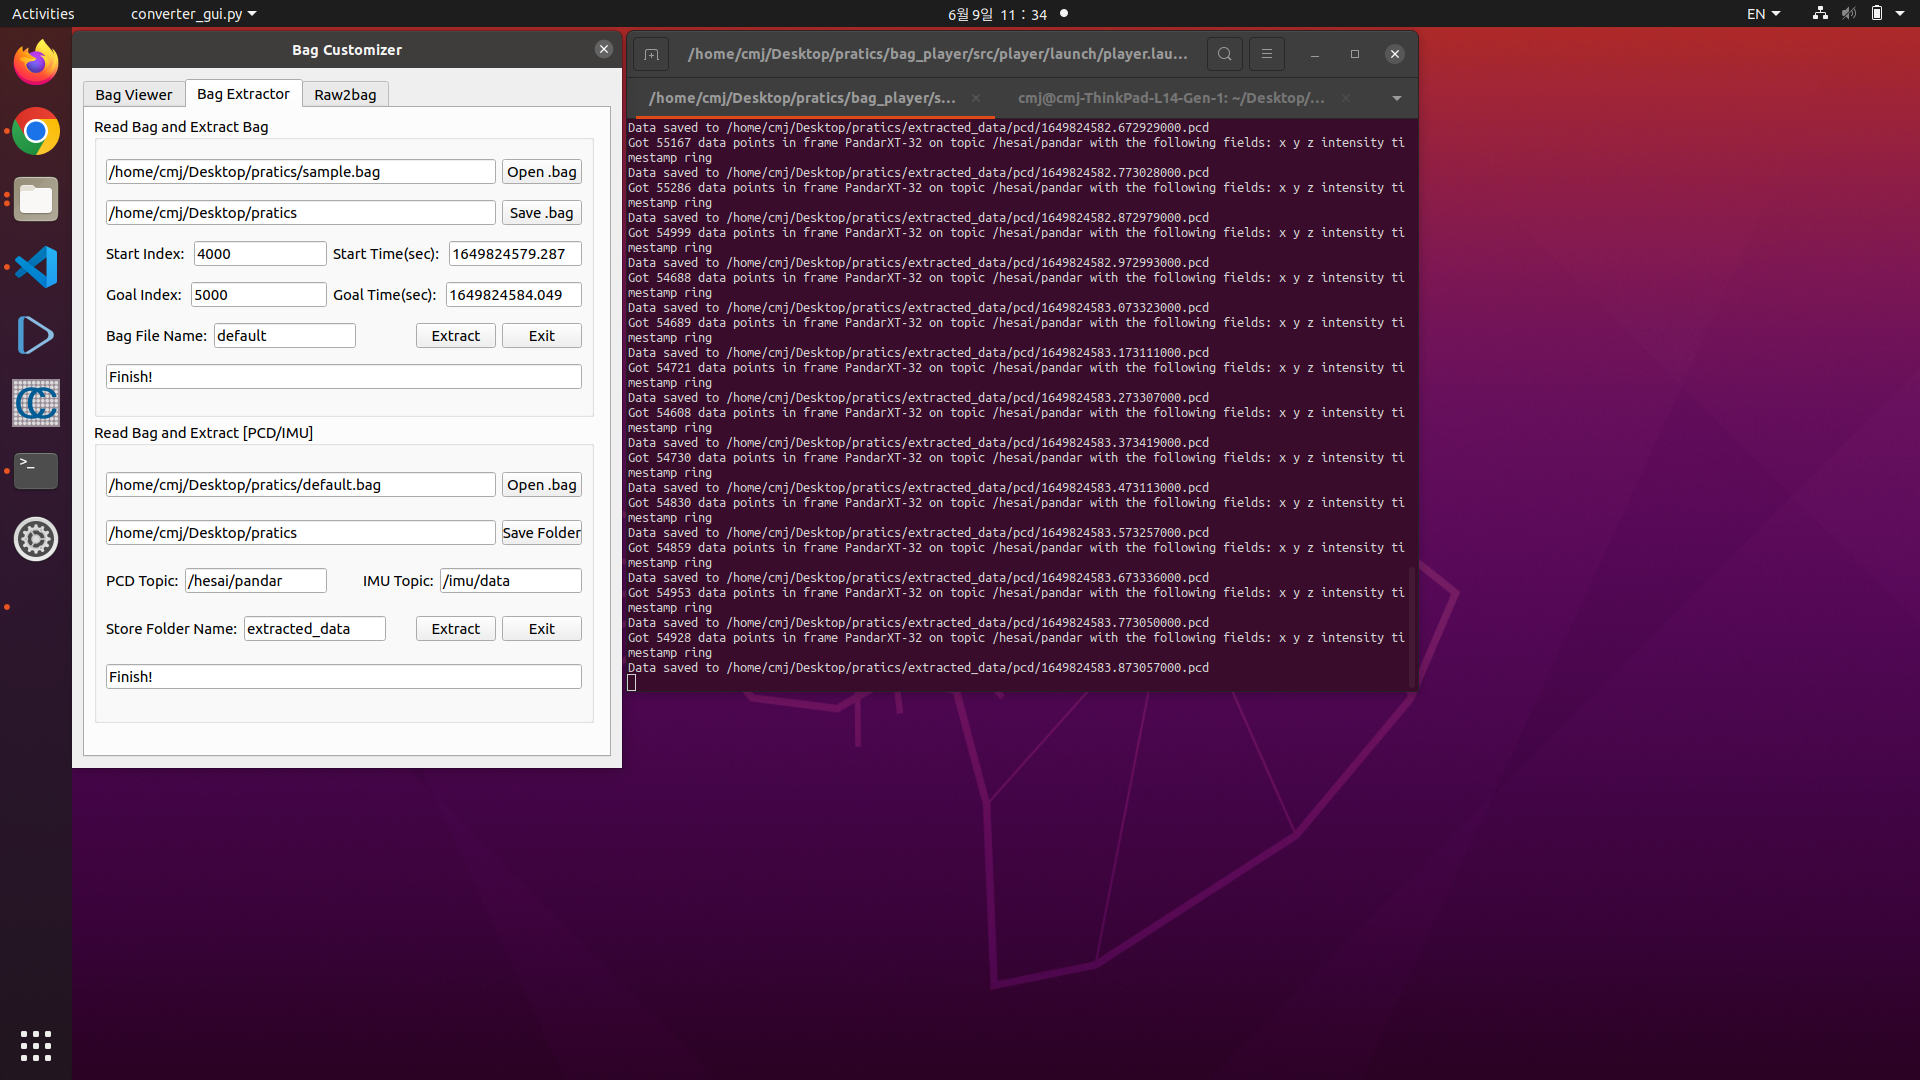 Activities
converter_gui.py
6월 9일 11 : 34
EN
Bag Customizer
Bag Viewer
Bag Extractor
Raw2bag
Read Bag and Extract Bag
/home/cmj/Desktop/pratics/sample.bag
Open .bag
/home/cmj/Desktop/pratics
Save .bag
Start Index: 4000 Start Time(sec): 1649824579.287
Goal Index: 5000 Goal Time(sec): 1649824584.049
Bag File Name: default Extract Exit
Finish!
Read Bag and Extract [PCD/IMU]
/home/cmj/Desktop/pratics/default.bag
Open .bag
/home/cmj/Desktop/pratics
Save Folder
PCD Topic: /hesai/pandar IMU Topic: /imu/data
Store Folder Name: extracted_data Extract Exit
Finish!
/home/cmj/Desktop/pratics/bag_player/src/player/launch/player.lau...
/home/cmj/Desktop/pratics/bag_player/s...
cmj@cmj-ThinkPad-L14-Gen-1: ~/Desktop/...
Data saved to /home/cmj/Desktop/pratics/extracted_data/pcd/1649824582.672929000.pcd
Got 55167 data points in frame PandarXT-32 on topic /hesai/pandar with the following fields: x y z intensity ti
mestamp ring
Data saved to /home/cmj/Desktop/pratics/extracted_data/pcd/1649824582.773028000.pcd
Got 55286 data points in frame PandarXT-32 on topic /hesai/pandar with the following fields: x y z intensity ti
mestamp ring
Data saved to /home/cmj/Desktop/pratics/extracted_data/pcd/1649824582.872979000.pcd
Got 54999 data points in frame PandarXT-32 on topic /hesai/pandar with the following fields: x y z intensity ti
mestamp ring
Data saved to /home/cmj/Desktop/pratics/extracted_data/pcd/1649824582.972993000.pcd
Got 54688 data points in frame PandarXT-32 on topic /hesai/pandar with the following fields: x y z intensity ti
mestamp ring
Data saved to /home/cmj/Desktop/pratics/extracted_data/pcd/1649824583.073323000.pcd
Got 54689 data points in frame PandarXT-32 on topic /hesai/pandar with the following fields: x y z intensity ti
mestamp ring
Data saved to /home/cmj/Desktop/pratics/extracted_data/pcd/1649824583.173111000.pcd
Got 54721 data points in frame PandarXT-32 on topic /hesai/pandar with the following fields: x y z intensity ti
mestamp ring
Data saved to /home/cmj/Desktop/pratics/extracted_data/pcd/1649824583.273307000.pcd
Got 54608 data points in frame PandarXT-32 on topic /hesai/pandar with the following fields: x y z intensity ti
mestamp ring
Data saved to /home/cmj/Desktop/pratics/extracted_data/pcd/1649824583.373419000.pcd
Got 54730 data points in frame PandarXT-32 on topic /hesai/pandar with the following fields: x y z intensity ti
mestamp ring
Data saved to /home/cmj/Desktop/pratics/extracted_data/pcd/1649824583.473113000.pcd
Got 54830 data points in frame PandarXT-32 on topic /hesai/pandar with the following fields: x y z intensity ti
mestamp ring
Data saved to /home/cmj/Desktop/pratics/extracted_data/pcd/1649824583.573257000.pcd
Got 54859 data points in frame PandarXT-32 on topic /hesai/pandar with the following fields: x y z intensity ti
mestamp ring
Data saved to /home/cmj/Desktop/pratics/extracted_data/pcd/1649824583.673336000.pcd
Got 54953 data points in frame PandarXT-32 on topic /hesai/pandar with the following fields: x y z intensity ti
mestamp ring
Data saved to /home/cmj/Desktop/pratics/extracted_data/pcd/1649824583.773050000.pcd
Got 54928 data points in frame PandarXT-32 on topic /hesai/pandar with the following fields: x y z intensity ti
mestamp ring
Data saved to /home/cmj/Desktop/pratics/extracted_data/pcd/1649824583.873057000.pcd